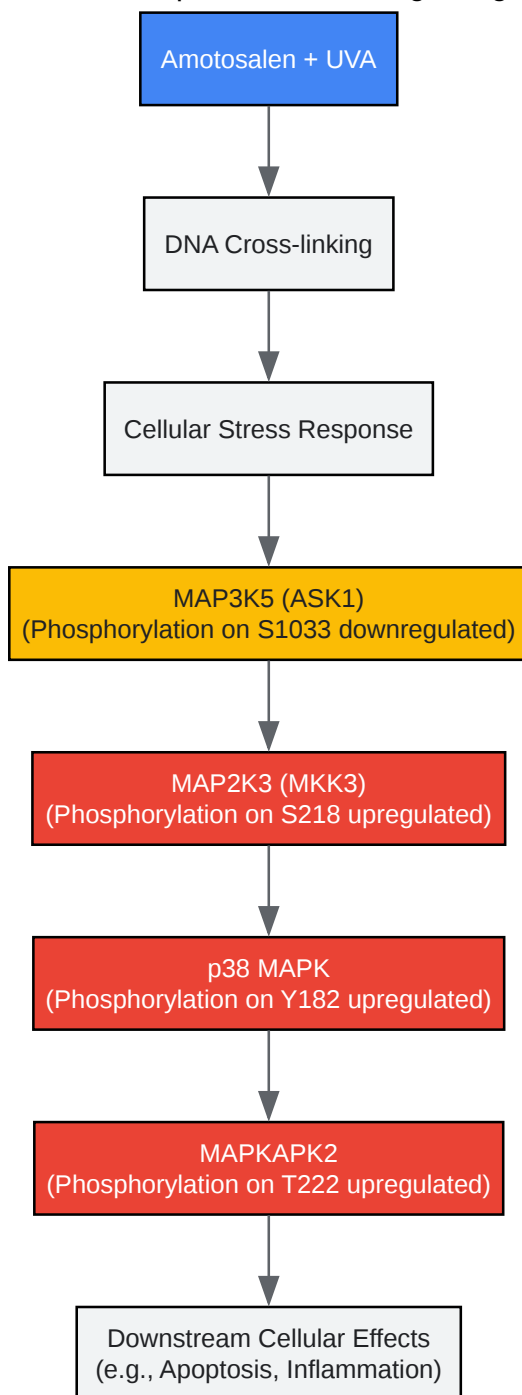 Amotosalen + UVA
DNA Cross-linking
Cellular Stress Response
MAP3K5 (ASK1)
(Phosphorylation on S1033 downregulated)
MAP2K3 (MKK3)
(Phosphorylation on S218 upregulated)
p38 MAPK
(Phosphorylation on Y182 upregulated)
MAPKAPK2
(Phosphorylation on T222 upregulated)
Downstream Cellular Effects
(e.g., Apoptosis, Inflammation)